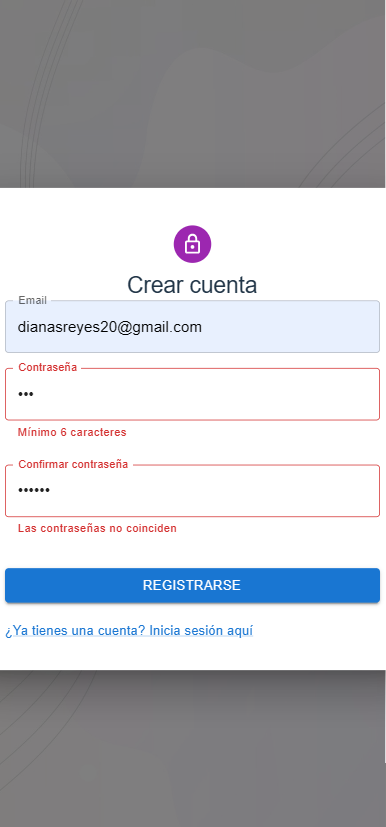 Crear cuenta
Email
dianasreyes20@gmail.com
Contraseña
•••
Mínimo 6 caracteres
Confirmar contraseña
••••••
Las contraseñas no coinciden
REGISTRARSE
¿Ya tienes una cuenta? Inicia sesión aquí